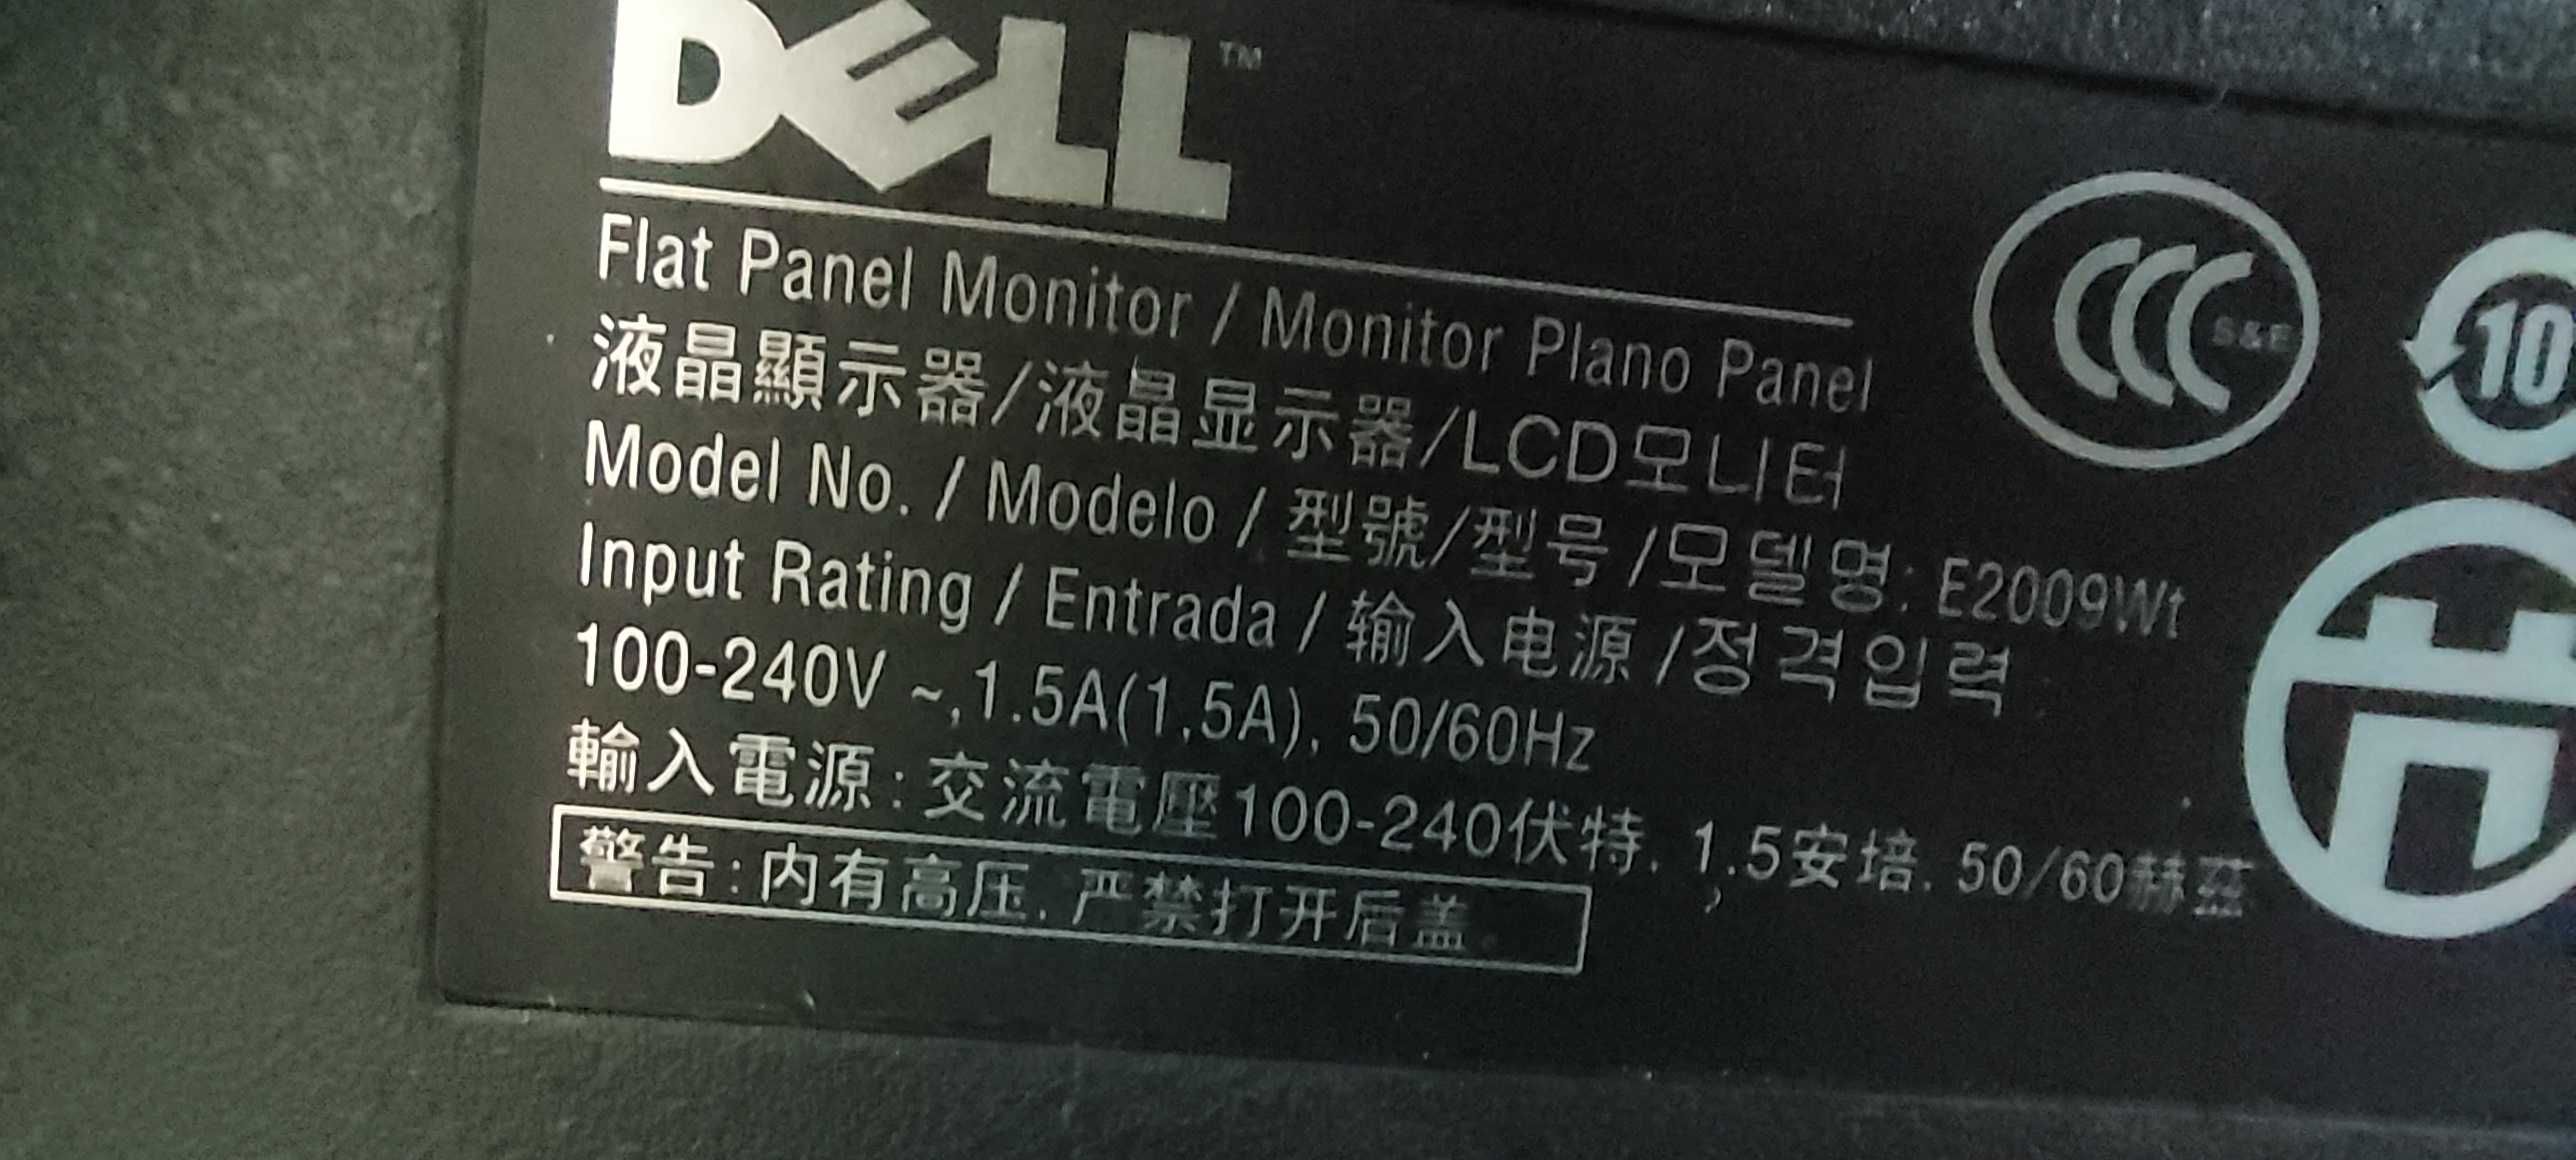 DELL™
Flat Panel Monitor / Monitor Plano Panel
液晶顯示器/液晶显示器/LCD모니터
Model No. / Modelo / 型號/型号/모델명: E2009Wt
Input Rating / Entrada / 输入电源/정격입력
100-240V ~,1.5A(1,5A), 50/60Hz
輸入電源:交流電壓100-240伏特, 1.5安培, 50/60赫茲
警告:内有高压,严禁打开后盖。
CCC S&E
10